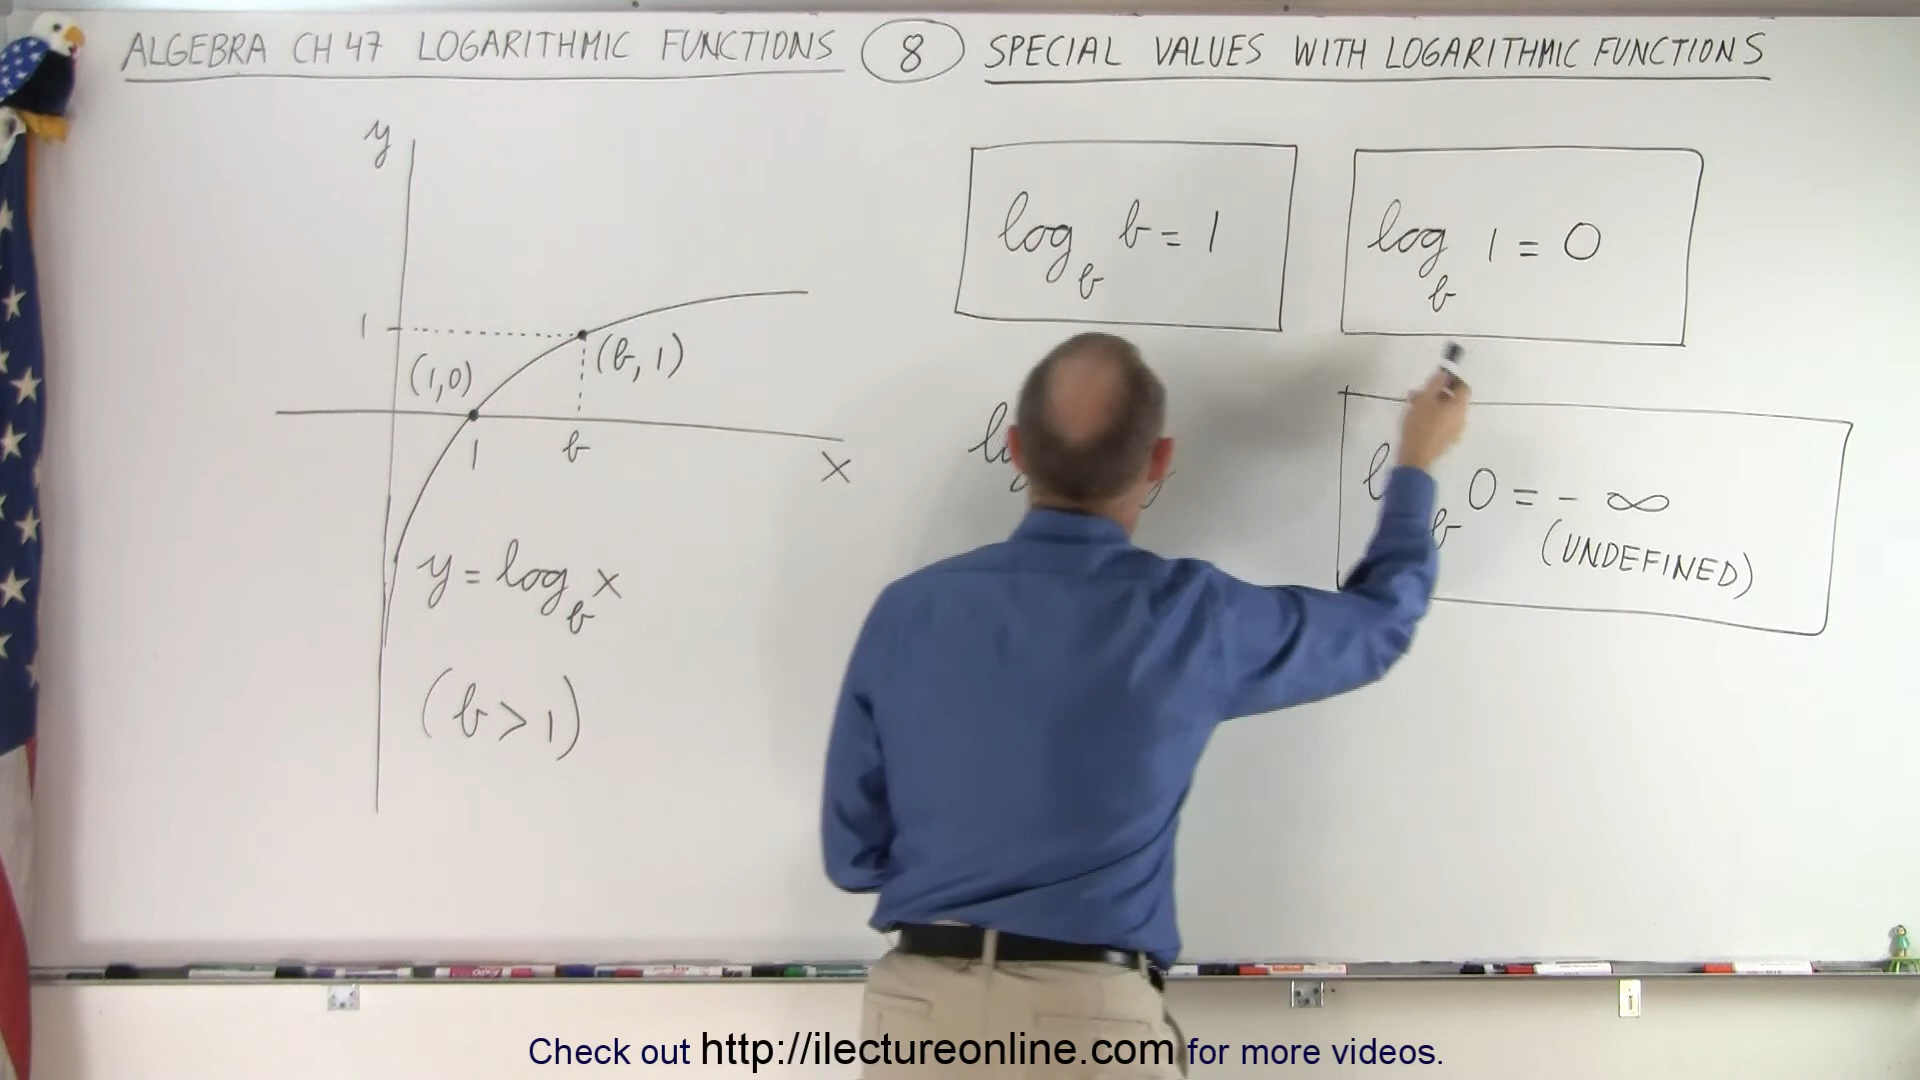 ALGEBRA CH 47 LOGARITHMIC FUNCTIONS 8 SPECIAL VALUES WITH LOGARITHMIC FUNCTIONS
y
1
(1,0)
(b, 1)
1
b
x
y = log_b x
(b > 1)
log_b b = 1
log_b 1 = 0
0 = - ∞
b
(UNDEFINED)
Check out http://ilectureonline.com for more videos.